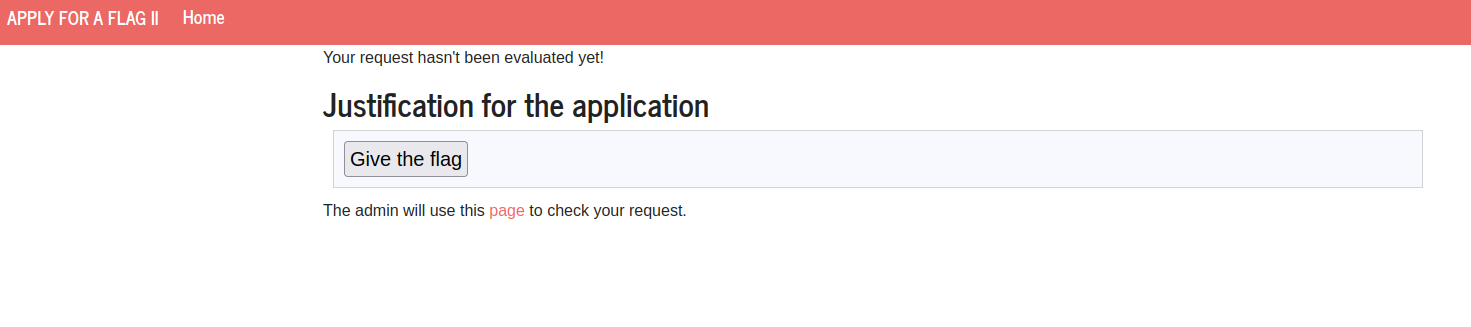 APPLY FOR A FLAG II Home
Your request hasn't been evaluated yet!
Justification for the application
Give the flag
The admin will use this page to check your request.